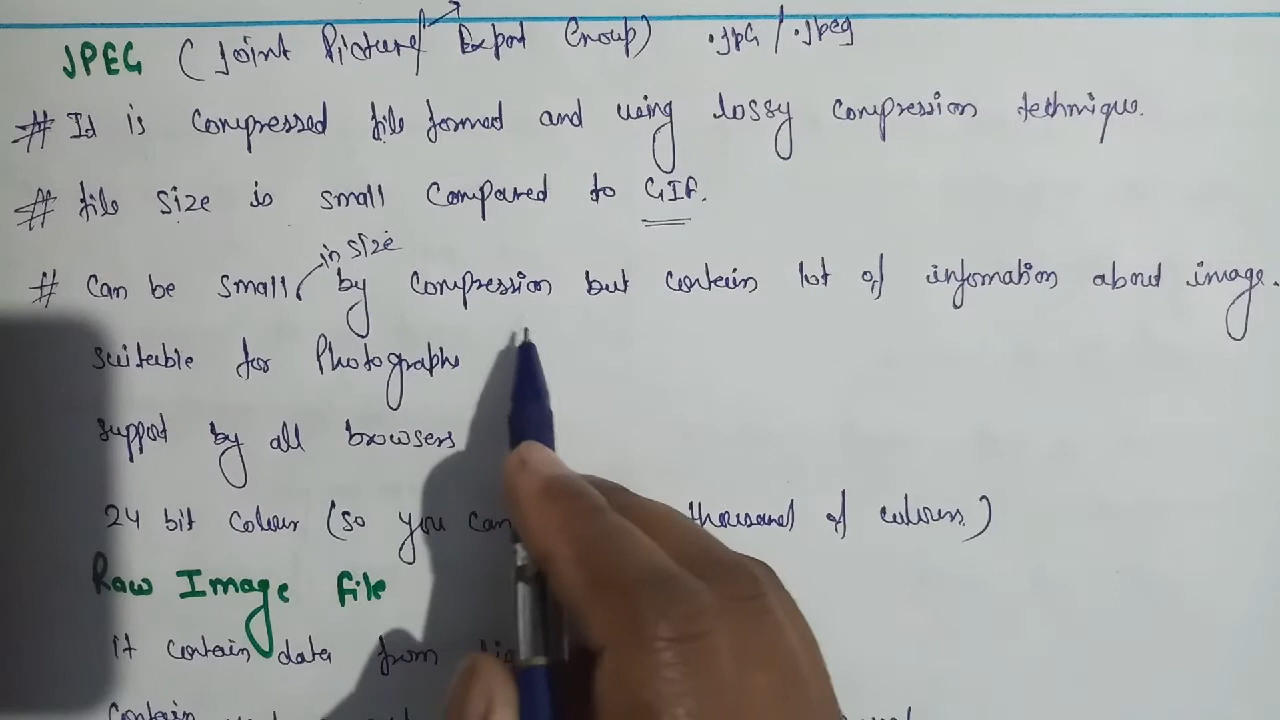 JPEG (Joint Picture Expert Group) .jpG / .Jpeg
# It is compressed file formed and using lossy compression technique.
# file size is small compared to GIF.
in size
# Can be small by compression but contain lot of information about image.
suitable for Photographs
support by all browsers
24 bit colour (so you can thousand of colours)
Raw Image file
it contain data from
Contain